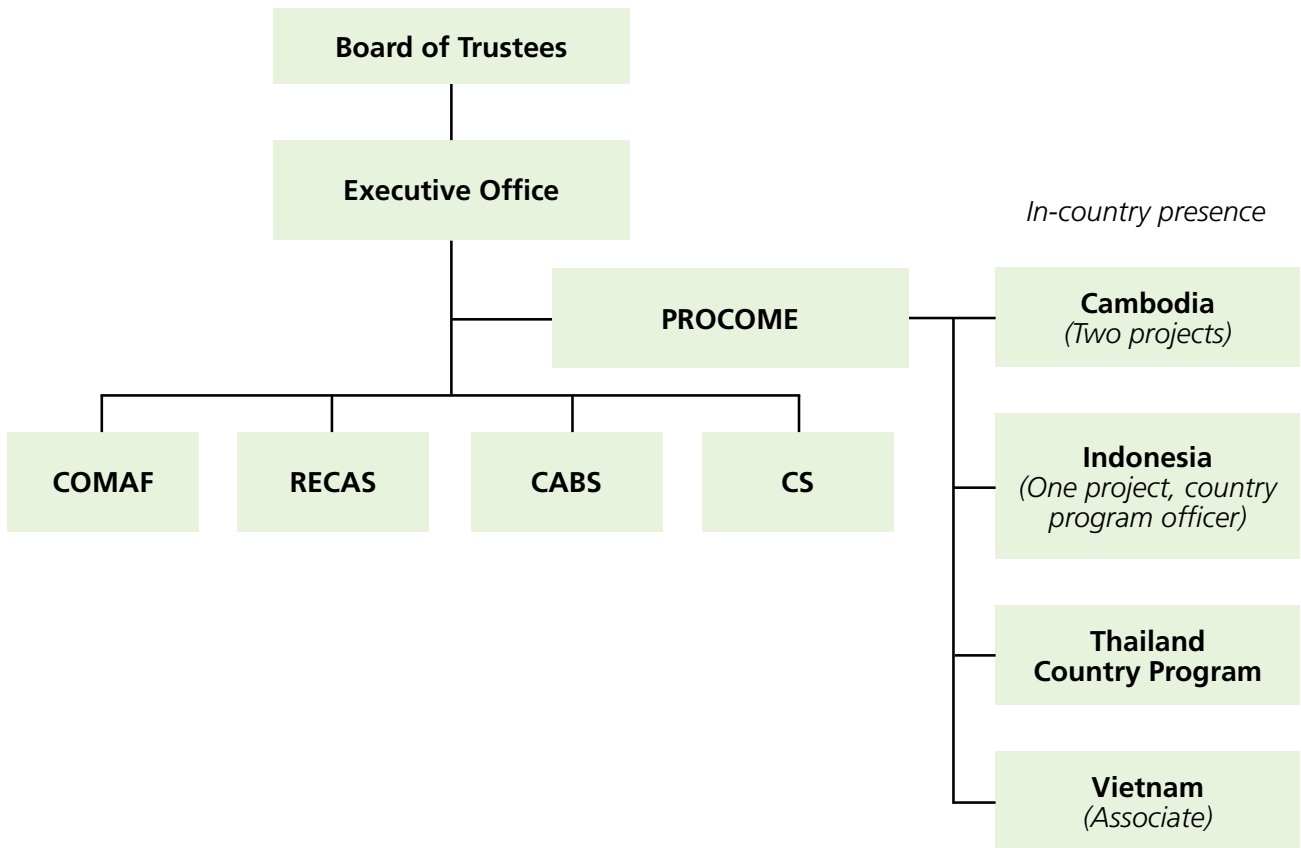 Board of Trustees
Executive Office
In-country presence
PROCOME
Cambodia
(Two projects)
COMAF
RECAS
CABS
CS
Indonesia
(One project, country
program officer)
Thailand
Country Program
Vietnam
(Associate)